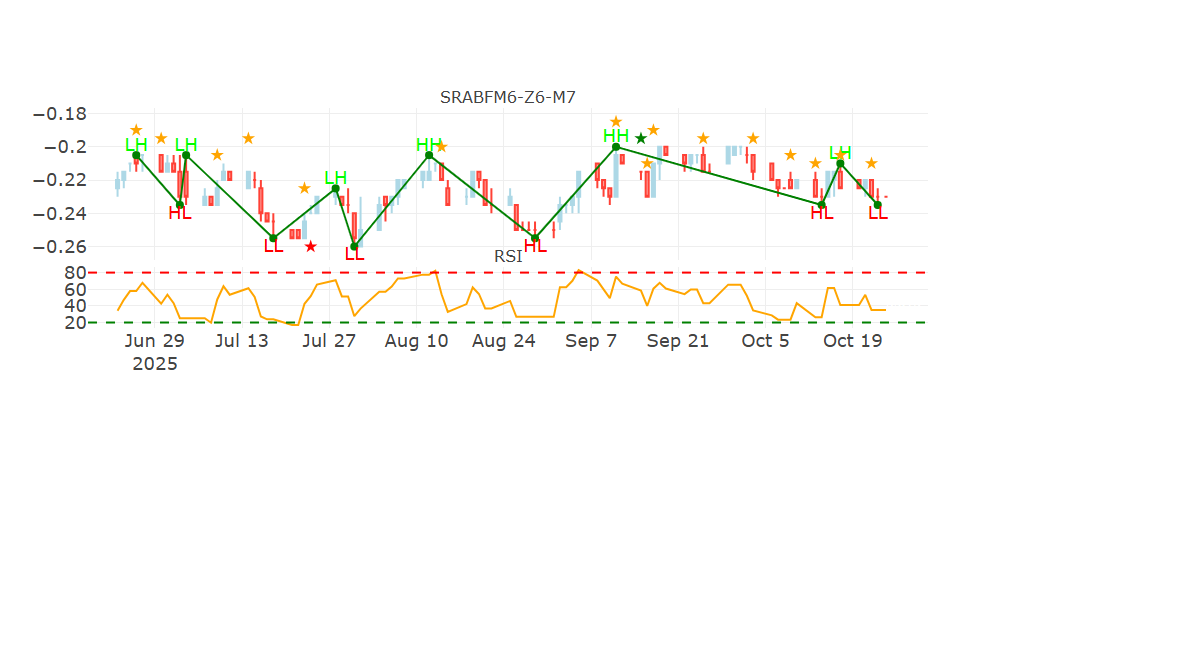 SRABFM6-Z6-M7
−0.18
−0.2
−0.22
−0.24
−0.26
LH
HL
LH
LL
LH
LL
HH
HL
HH
HL
LH
LL
RSI
80
60
40
20
Jun 29
2025
Jul 13
Jul 27
Aug 10
Aug 24
Sep 7
Sep 21
Oct 5
Oct 19